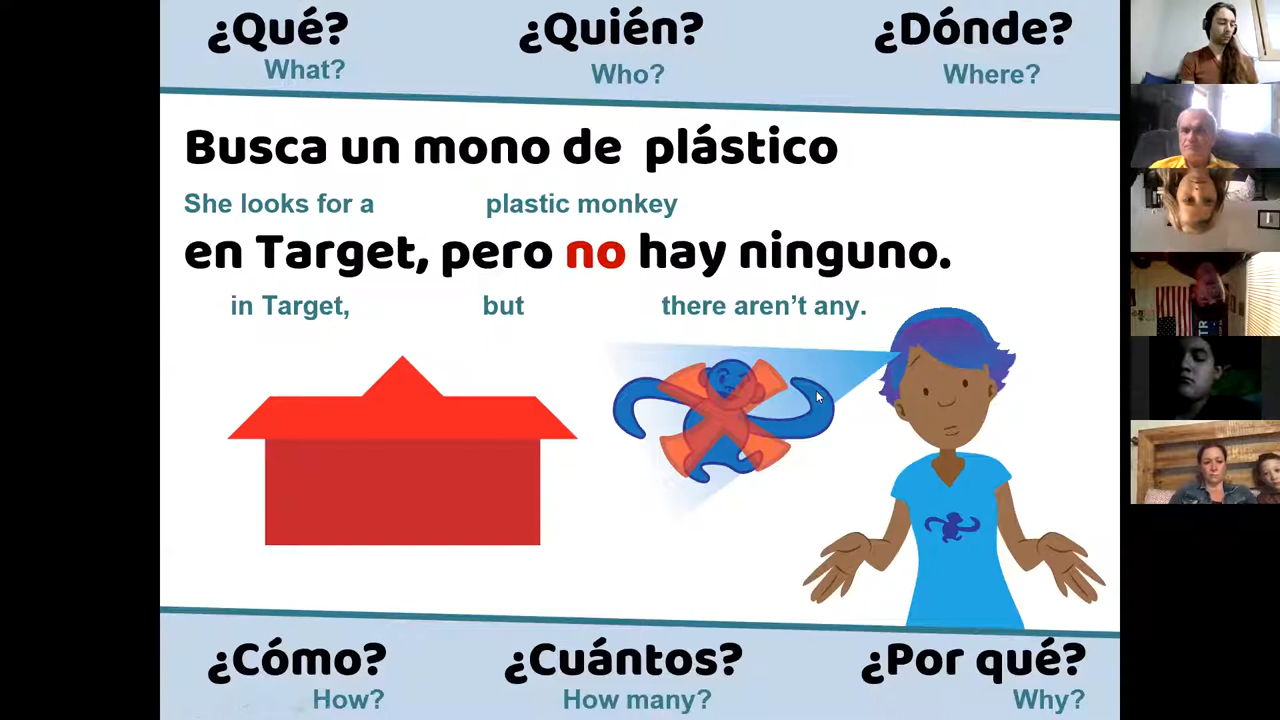 ¿Qué? ¿Quién? ¿Dónde?
What? Who? Where?
Busca un mono de plástico
She looks for a plastic monkey
en Target, pero no hay ninguno.
in Target, but there aren't any.
¿Cómo? ¿Cuántos? ¿Por qué?
How? How many? Why?